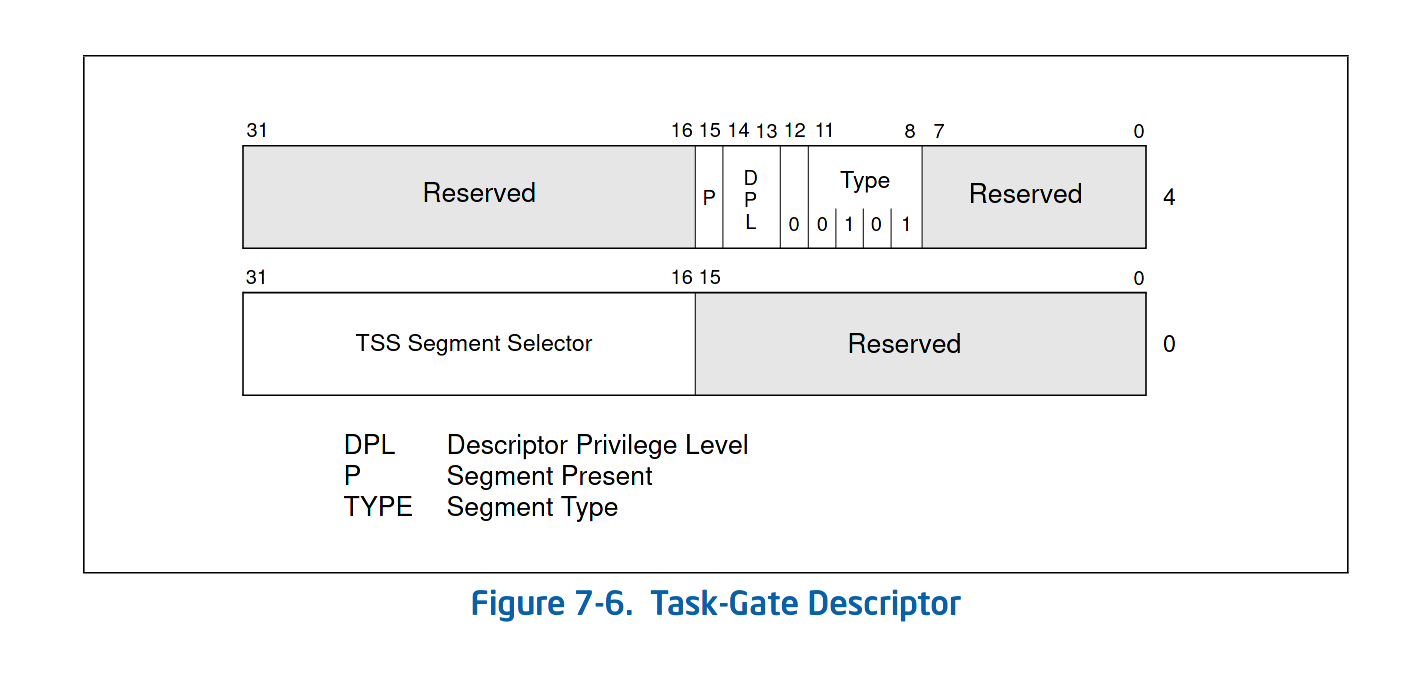 31 16 15 14 13 12 11 8 7 0
Reserved P DPL 0 Type 0 1 0 1 Reserved 4
31 16 15 0
TSS Segment Selector Reserved 0
DPL Descriptor Privilege Level
P Segment Present
TYPE Segment Type
Figure 7-6. Task-Gate Descriptor